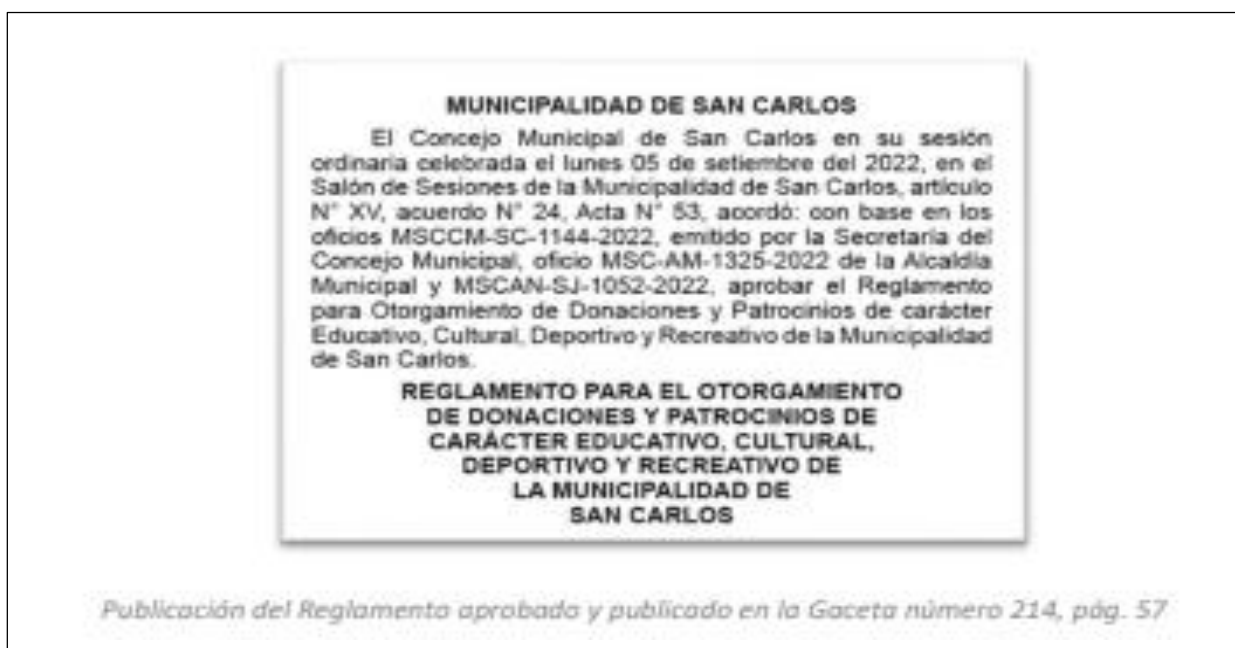 MUNICIPALIDAD DE SAN CARLOS
El Concejo Municipal de San Carlos en su sesión
ordinaria celebrada el lunes 05 de setiembre del 2022, en el
Salón de Sesiones de la Municipalidad de San Carlos, artículo
N° XV, acuerdo N° 24, Acta N° 53, acordó: con base en los
oficios MSCCM-SC-1144-2022, emitido por la Secretaría del
Concejo Municipal, oficio MSC-AM-1325-2022 de la Alcaldía
Municipal y MSCAN-SJ-1052-2022, aprobar el Reglamento
para Otorgamiento de Donaciones y Patrocinios de carácter
Educativo, Cultural, Deportivo y Recreativo de la Municipalidad
de San Carlos.
REGLAMENTO PARA EL OTORGAMIENTO
DE DONACIONES Y PATROCINIOS DE
CARÁCTER EDUCATIVO, CULTURAL,
DEPORTIVO Y RECREATIVO DE
LA MUNICIPALIDAD DE
SAN CARLOS
Publicación del Reglamento aprobado y publicado en la Gaceta número 214, pág. 57